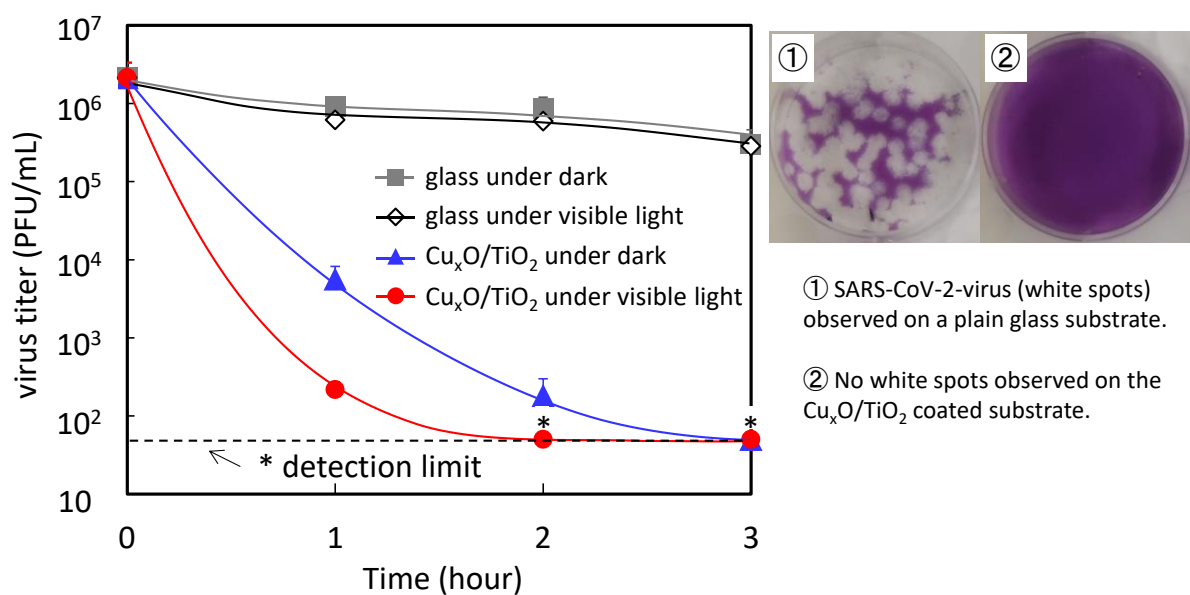 10⁷
10⁶
10⁵
10⁴
10³
10²
10
virus titer (PFU/mL)
glass under dark
glass under visible light
CuₓO/TiO₂ under dark
CuₓO/TiO₂ under visible light
*
*
* detection limit
0
1
2
3
Time (hour)
①
②
① SARS-CoV-2-virus (white spots)
observed on a plain glass substrate.
② No white spots observed on the
CuₓO/TiO₂ coated substrate.